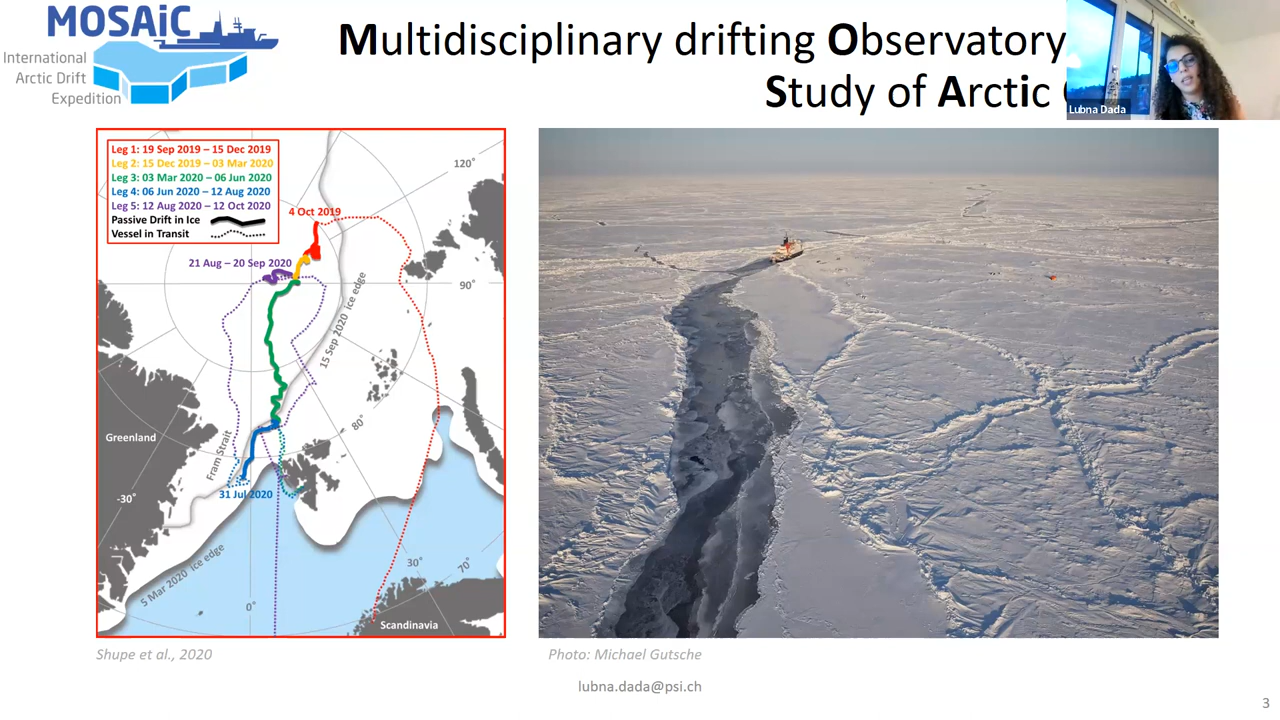 MOSAiC
International
Arctic Drift
Expedition
Multidisciplinary drifting Observatory
Study of Arctic
Lubna Dada
Leg 1: 19 Sep 2019 – 15 Dec 2019
Leg 2: 15 Dec 2019 – 03 Mar 2020
Leg 3: 03 Mar 2020 – 06 Jun 2020
Leg 4: 06 Jun 2020 – 12 Aug 2020
Leg 5: 12 Aug 2020 – 12 Oct 2020
Passive Drift in Ice
Vessel in Transit
120°
4 Oct 2019
21 Aug – 20 Sep 2020
90°
15 Sep 2020 ice edge
80°
Greenland
Fram Strait
-30°
31 Jul 2020
5 Mar 2020 ice edge
30°
70°
0°
Scandinavia
Shupe et al., 2020
Photo: Michael Gutsche
lubna.dada@psi.ch
3